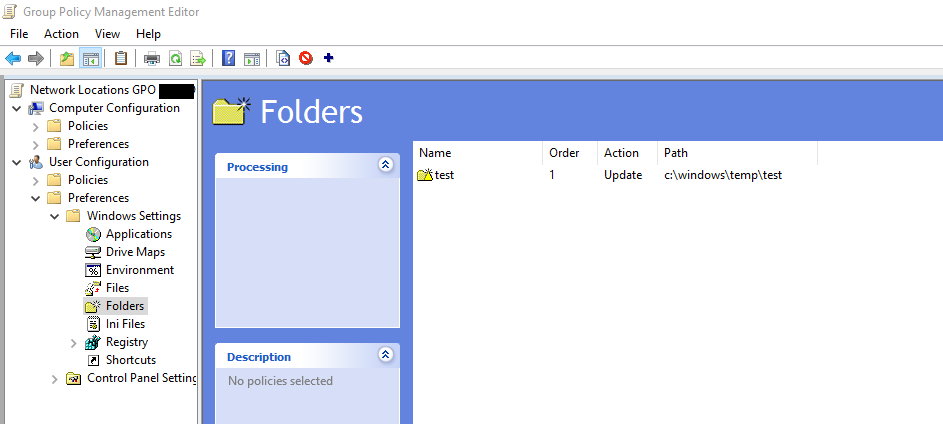 Group Policy Management Editor
File Action View Help
Network Locations GPO
Computer Configuration
Policies
Preferences
User Configuration
Policies
Preferences
Windows Settings
Applications
Drive Maps
Environment
Files
Folders
Ini Files
Registry
Shortcuts
Control Panel Setting
Folders
Processing
Description
No policies selected
Name Order Action Path
test 1 Update c:\windows\temp\test